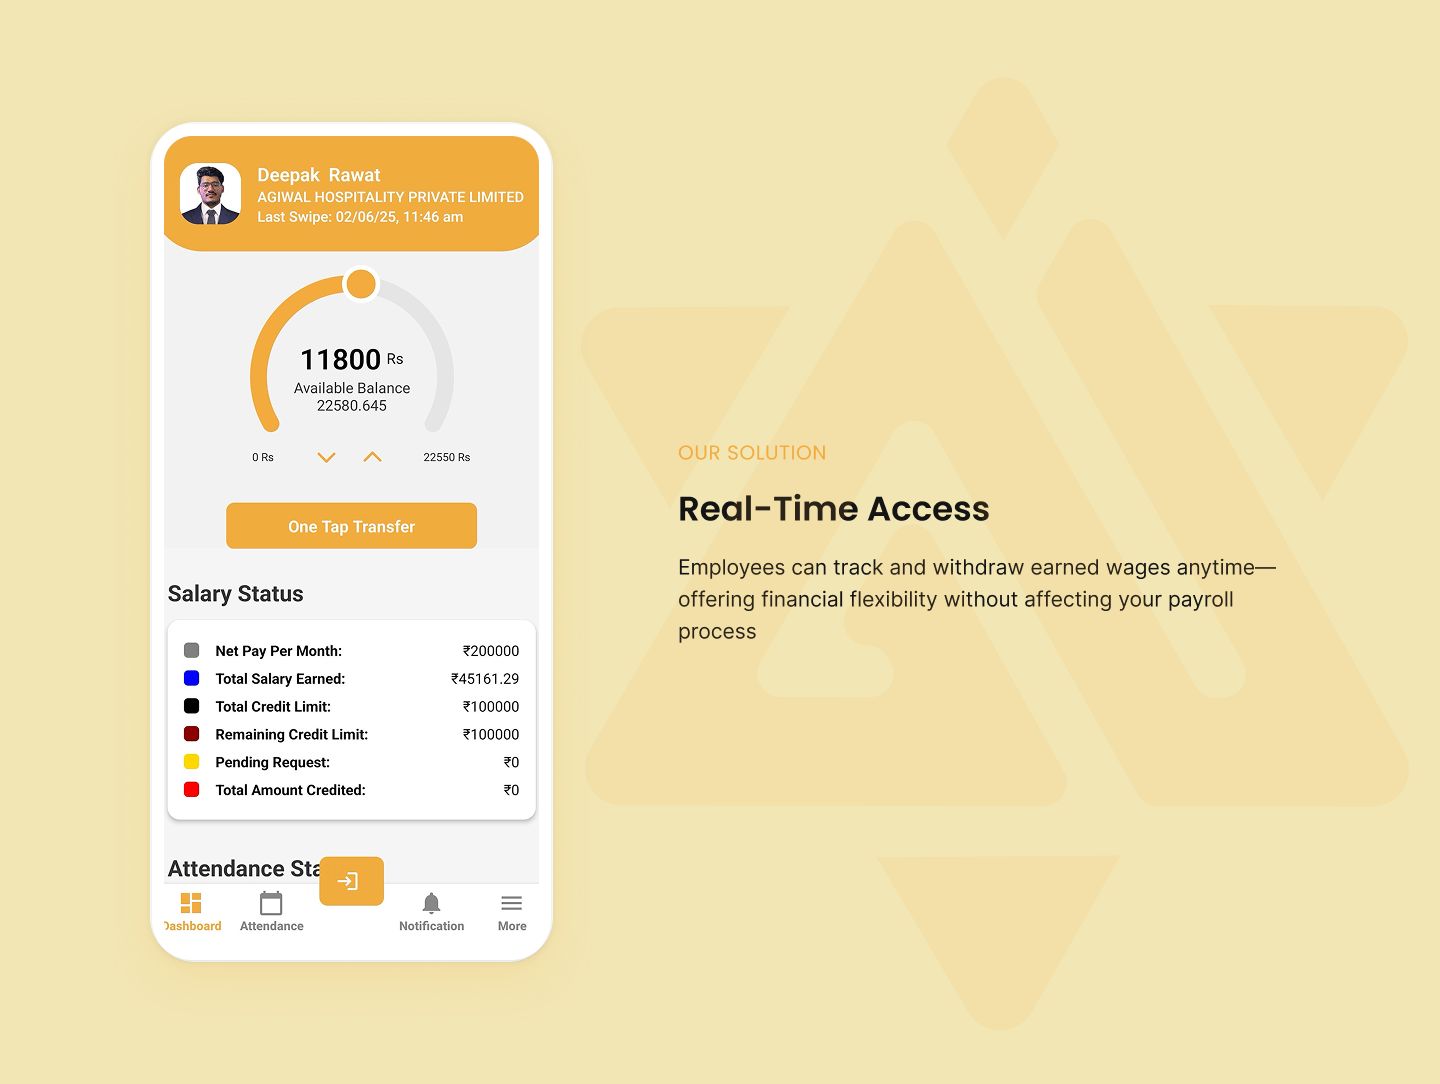 Deepak Rawat
AGIWAL HOSPITALITY PRIVATE LIMITED
Last Swipe: 02/06/25, 11:46 am
11800 Rs
Available Balance
22580.645
0 Rs
22550 Rs
One Tap Transfer
Salary Status
Net Pay Per Month: ₹200000
Total Salary Earned: ₹45161.29
Total Credit Limit: ₹100000
Remaining Credit Limit: ₹100000
Pending Request: ₹0
Total Amount Credited: ₹0
Attendance Sta
Dashboard
Attendance
Notification
More
OUR SOLUTION
Real-Time Access
Employees can track and withdraw earned wages anytime—
offering financial flexibility without affecting your payroll
process